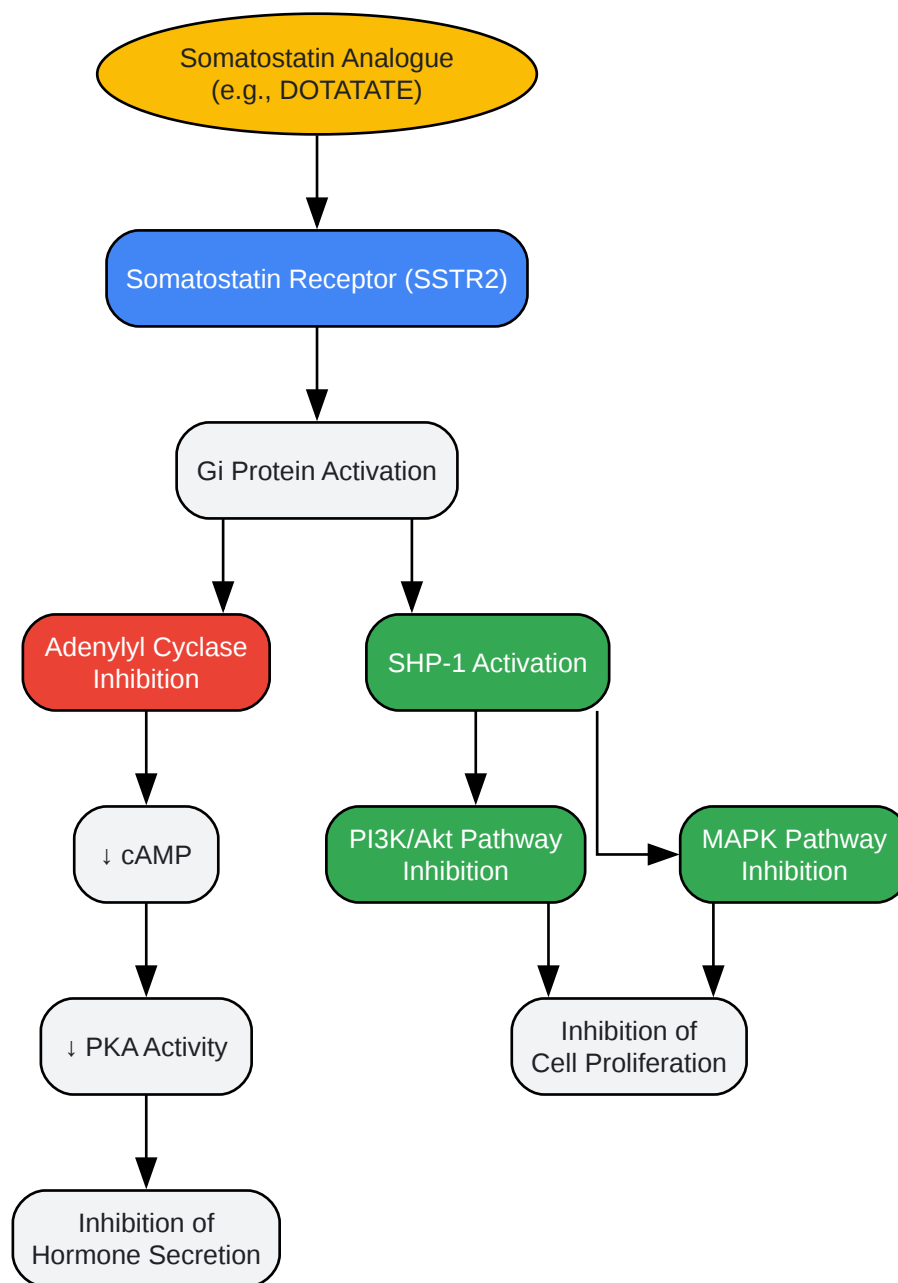 Somatostatin Analogue
(e.g., DOTATATE)
Somatostatin Receptor (SSTR2)
Gi Protein Activation
Adenylyl Cyclase
Inhibition
SHP-1 Activation
↓ cAMP
PI3K/Akt Pathway
Inhibition
MAPK Pathway
Inhibition
↓ PKA Activity
Inhibition of
Cell Proliferation
Inhibition of
Hormone Secretion